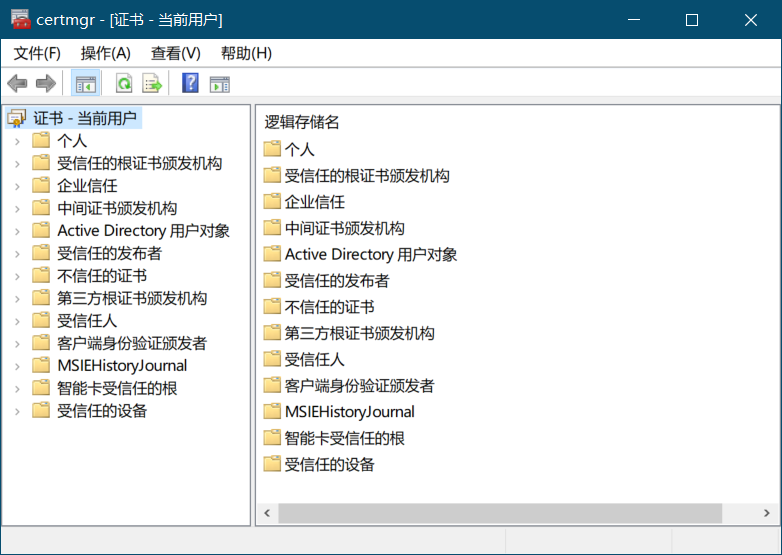 certmgr - [证书 - 当前用户]
文件(F) 操作(A) 查看(V) 帮助(H)
证书 - 当前用户
个人
受信任的根证书颁发机构
企业信任
中间证书颁发机构
Active Directory 用户对象
受信任的发布者
不信任的证书
第三方根证书颁发机构
受信任人
客户端身份验证颁发者
MSIEHistoryJournal
智能卡受信任的根
受信任的设备
逻辑存储名
个人
受信任的根证书颁发机构
企业信任
中间证书颁发机构
Active Directory 用户对象
受信任的发布者
不信任的证书
第三方根证书颁发机构
受信任人
客户端身份验证颁发者
MSIEHistoryJournal
智能卡受信任的根
受信任的设备